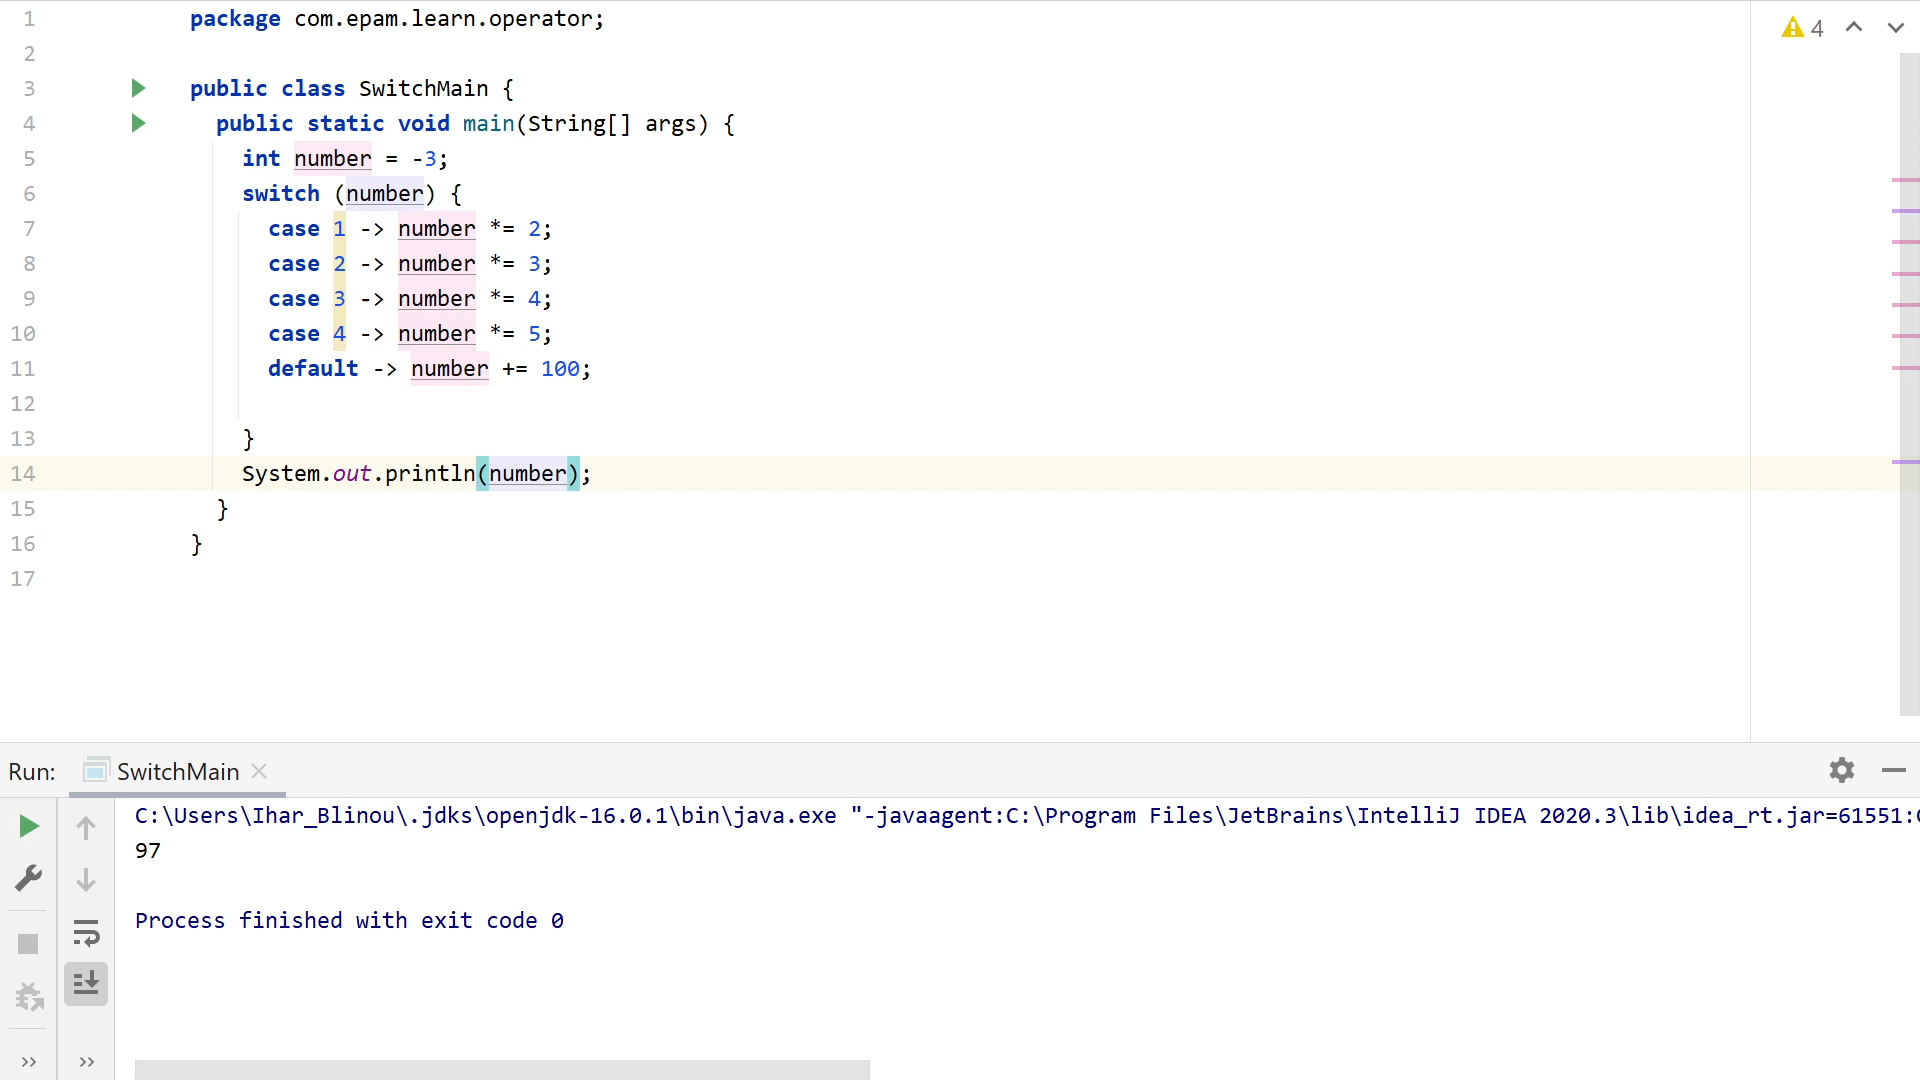 1 package com.epam.learn.operator;
2
3 public class SwitchMain {
4 public static void main(String[] args) {
5 int number = -3;
6 switch (number) {
7 case 1 -> number *= 2;
8 case 2 -> number *= 3;
9 case 3 -> number *= 4;
10 case 4 -> number *= 5;
11 default -> number += 100;
12
13 }
14 System.out.println(number);
15 }
16 }
17
4
Run: SwitchMain
C:\Users\Ihar_Blinou\.jdks\openjdk-16.0.1\bin\java.exe "-javaagent:C:\Program Files\JetBrains\IntelliJ IDEA 2020.3\lib\idea_rt.jar=61551:
97
Process finished with exit code 0